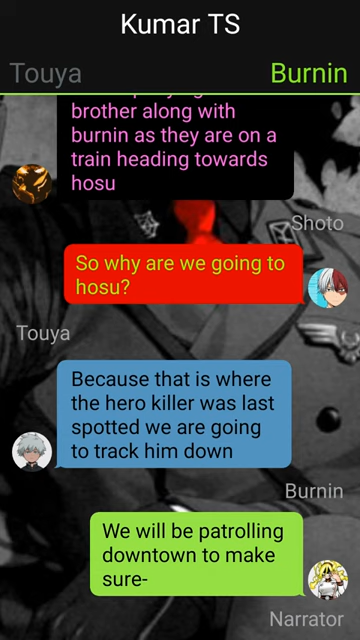 Kumar TS
Touya
Burnin
brother along with
burnin as they are on a
train heading towards
hosu
Shoto
So why are we going to
hosu?
Touya
Because that is where
the hero killer was last
spotted we are going
to track him down
Burnin
We will be patrolling
downtown to make
sure-
Narrator